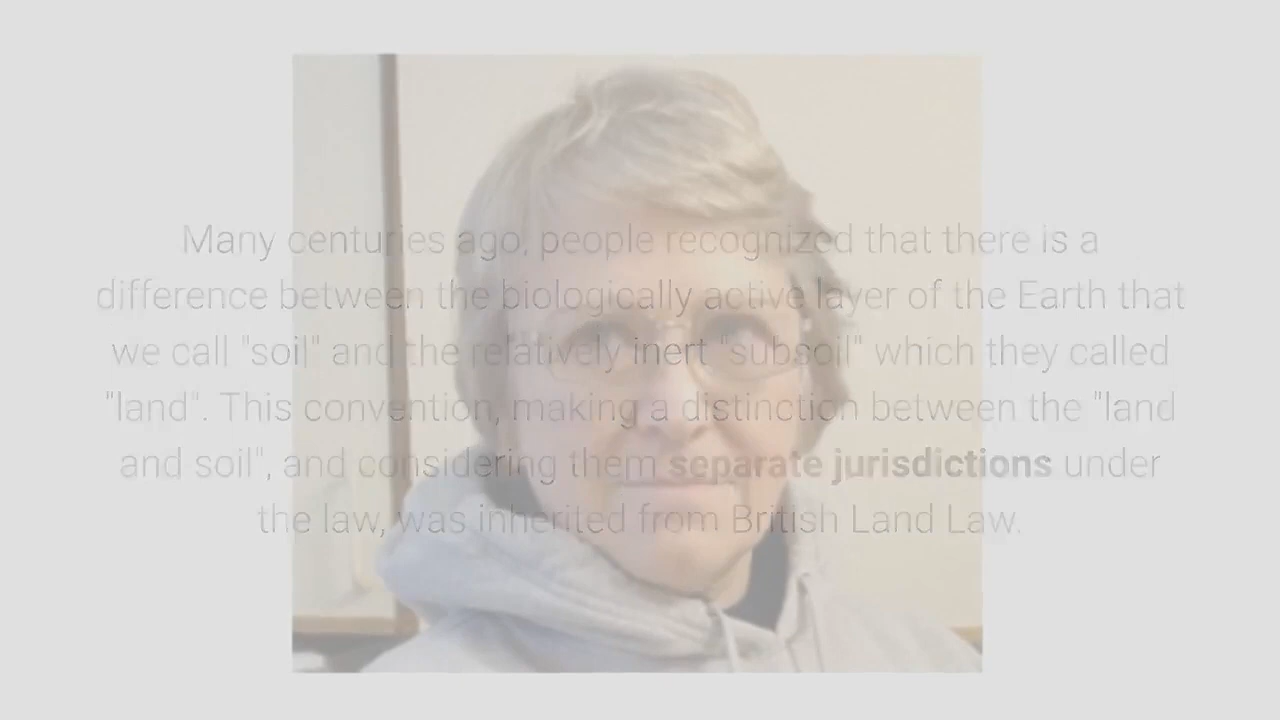 Many centuries ago, people recognized that there is a
difference between the biologically active layer of the Earth that
we call "soil" and the relatively inert "subsoil" which they called
"land". This convention, making a distinction between the "land
and soil", and considering them separate jurisdictions under
the law, was inherited from British Land Law.